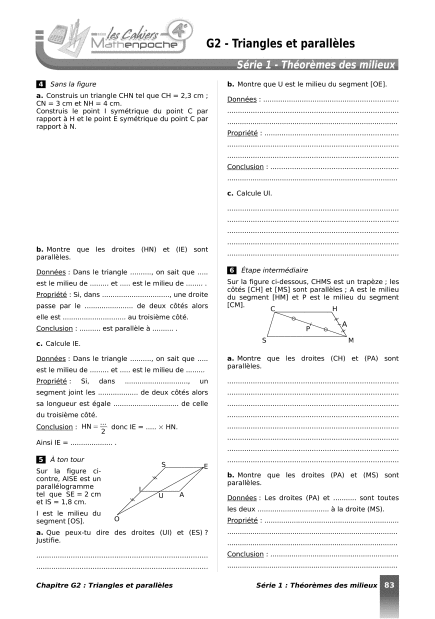 les Cahiers
Mathenpoche
4e
G2 - Triangles et parallèles
Série 1 - Théorèmes des milieux
4 Sans la figure
a. Construis un triangle CHN tel que CH = 2,3 cm ;
CN = 3 cm et NH = 4 cm.
Construis le point I symétrique du point C par
rapport à H et le point E symétrique du point C par
rapport à N.
b. Montre que les droites (HN) et (IE) sont
parallèles.
Données : Dans le triangle .........., on sait que .....
est le milieu de ......... et ..... est le milieu de ........ .
Propriété : Si, dans ............................, une droite
passe par le ....................... de deux côtés alors
elle est .......................... au troisième côté.
Conclusion : ......... est parallèle à ......... .
c. Calcule IE.
Données : Dans le triangle .........., on sait que .....
est le milieu de ......... et ..... est le milieu de .........
Propriété : Si, dans ..........................., un
segment joint les ................ de deux côtés alors
sa longueur est égale ........................... de celle
du troisième côté.
Conclusion : HN = .../2 donc IE = ..... × HN.
Ainsi IE = .................. .
5 À ton tour
Sur la figure ci-
contre, AISE est un
parallélogramme
tel que SE = 2 cm
et IS = 1,8 cm.
I est le milieu du
segment [OS].
S
E
I
U
A
O
a. Que peux-tu dire des droites (UI) et (ES) ?
Justifie.
b. Montre que U est le milieu du segment [OE].
Données : ........................................................
Propriété : ........................................................
Conclusion : .....................................................
c. Calcule UI.
6 Étape intermédiaire
Sur la figure ci-dessous, CHMS est un trapèze ; les
côtés [CH] et [MS] sont parallèles ; A est le milieu
du segment [HM] et P est le milieu du segment
[CM].
C
H
A
P
S
M
a. Montre que les droites (CH) et (PA) sont
parallèles.
b. Montre que les droites (PA) et (MS) sont
parallèles.
Données : Les droites (PA) et .......... sont toutes
les deux .............................. à la droite (MS).
Propriété : ........................................................
Conclusion : .....................................................
Chapitre G2 : Triangles et parallèles
Série 1 : Théorèmes des milieux 83